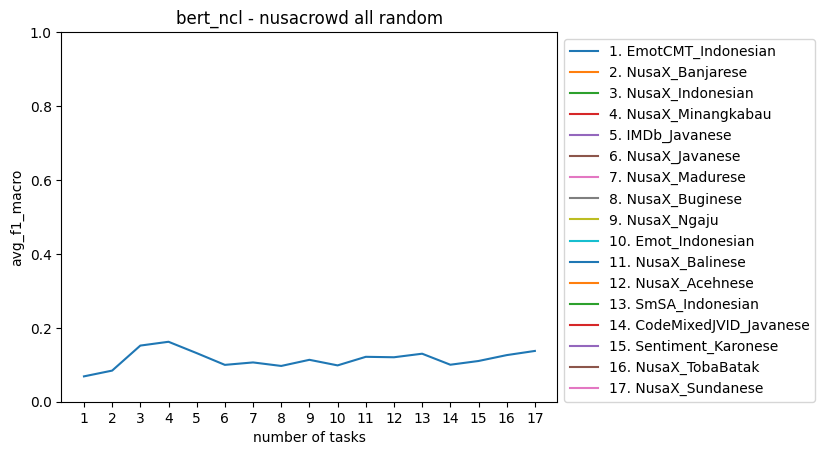 bert_ncl - nusacrowd all random
1.0
0.8
0.6
0.4
0.2
0.0
avg_f1_macro
1 2 3 4 5 6 7 8 9 10 11 12 13 14 15 16 17
number of tasks
1. EmotCMT_Indonesian
2. NusaX_Banjarese
3. NusaX_Indonesian
4. NusaX_Minangkabau
5. IMDb_Javanese
6. NusaX_Javanese
7. NusaX_Madurese
8. NusaX_Buginese
9. NusaX_Ngaju
10. Emot_Indonesian
11. NusaX_Balinese
12. NusaX_Acehnese
13. SmSA_Indonesian
14. CodeMixedJVID_Javanese
15. Sentiment_Karonese
16. NusaX_TobaBatak
17. NusaX_Sundanese